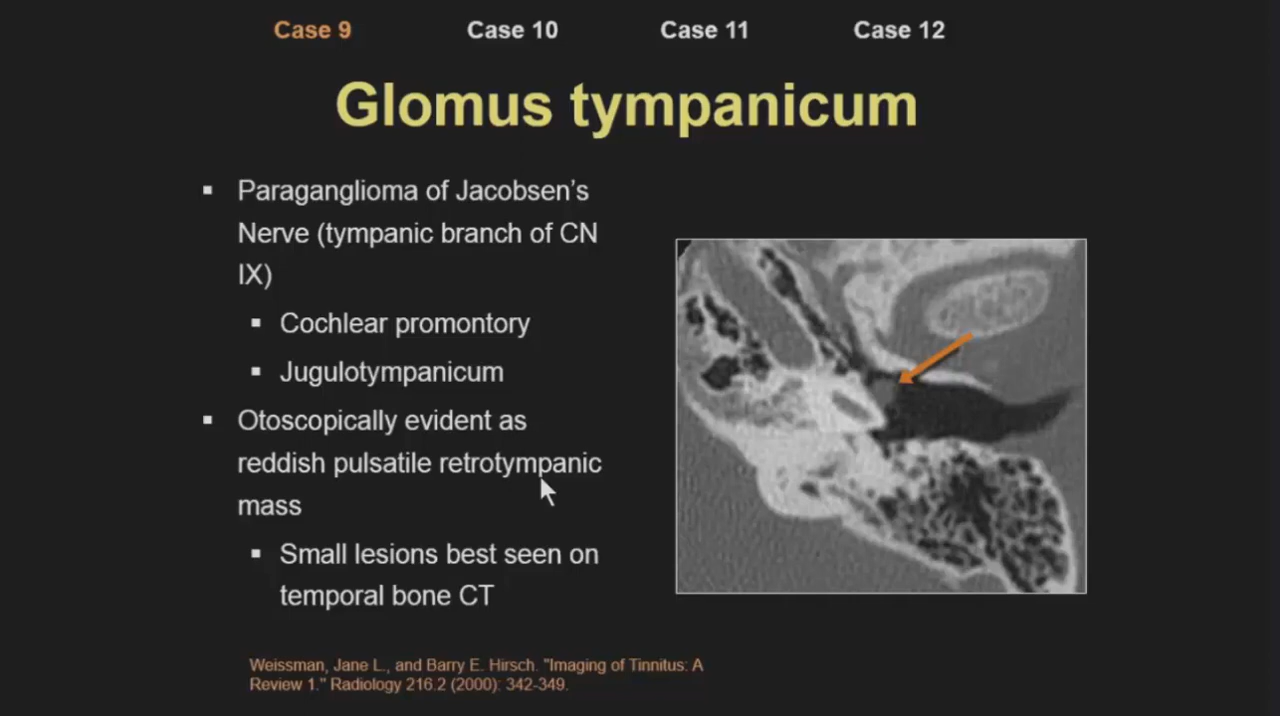 Case 9 Case 10 Case 11 Case 12
Glomus tympanicum
▪ Paraganglioma of Jacobsen’s
Nerve (tympanic branch of CN
IX)
▪ Cochlear promontory
▪ Jugulotympanicum
▪ Otoscopically evident as
reddish pulsatile retrotympanic
mass
▪ Small lesions best seen on
temporal bone CT
Weissman, Jane L., and Barry E. Hirsch. "Imaging of Tinnitus: A
Review 1." Radiology 216.2 (2000): 342-349.